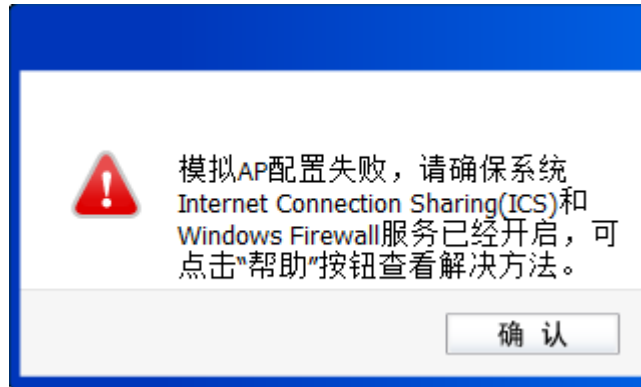 模拟AP配置失败，请确保系统
Internet Connection Sharing(ICS)和
Windows Firewall服务已经开启，可
点击“帮助”按钮查看解决方法。
确 认